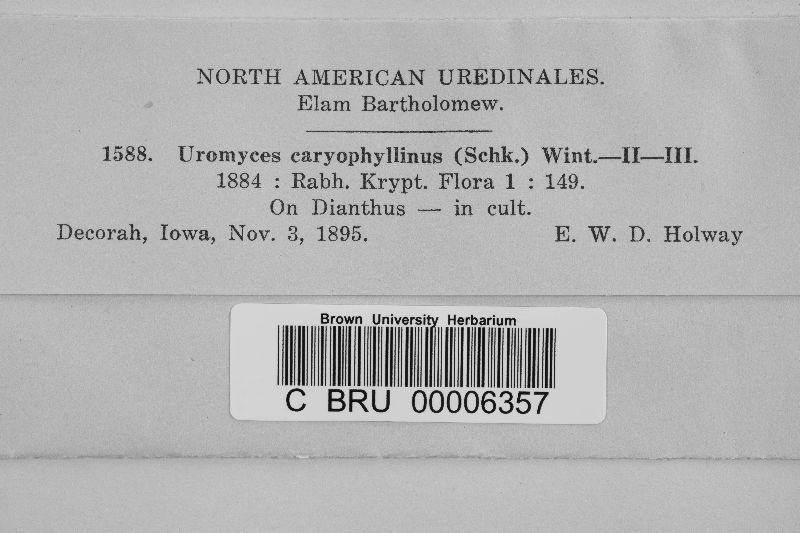 NORTH AMERICAN UREDINALES.
Elam Bartholomew.
1588. Uromyces caryophyllinus (Schk.) Wint.—II—III.
1884 : Rabh. Krypt. Flora 1 : 149.
On Dianthus — in cult.
Decorah, Iowa, Nov. 3, 1895. E. W. D. Holway
Brown University Herbarium
C BRU 00006357